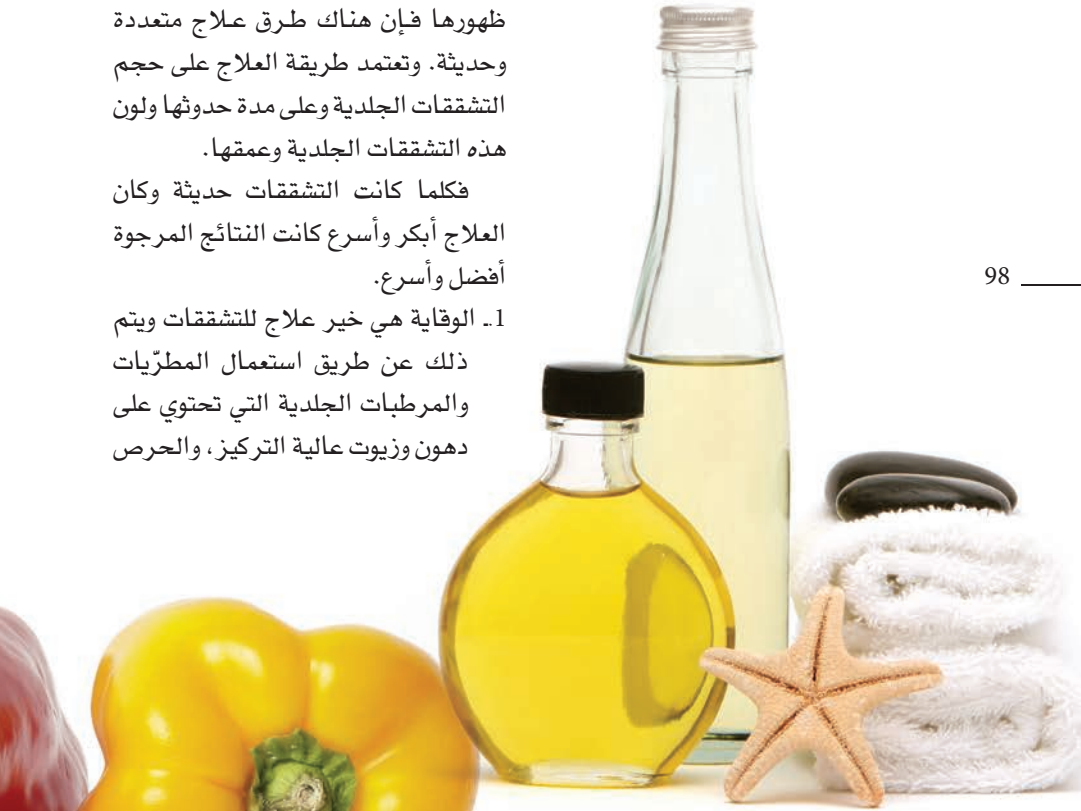 ظهورها فإن هناك طرق علاج متعددة
وحديثة. وتعتمد طريقة العلاج على حجم
التشققات الجلدية وعلى مدة حدوثها ولون
هذه التشققات الجلدية وعمقها.
فكلما كانت التشققات حديثة وكان
العلاج أبكر وأسرع كانت النتائج المرجوة
أفضل وأسرع.
1ـ الوقاية هي خير علاج للتشققات ويتم
ذلك عن طريق استعمال المطرّيات
والمرطبات الجلدية التي تحتوي على
دهون وزيوت عالية التركيز، والحرص
98